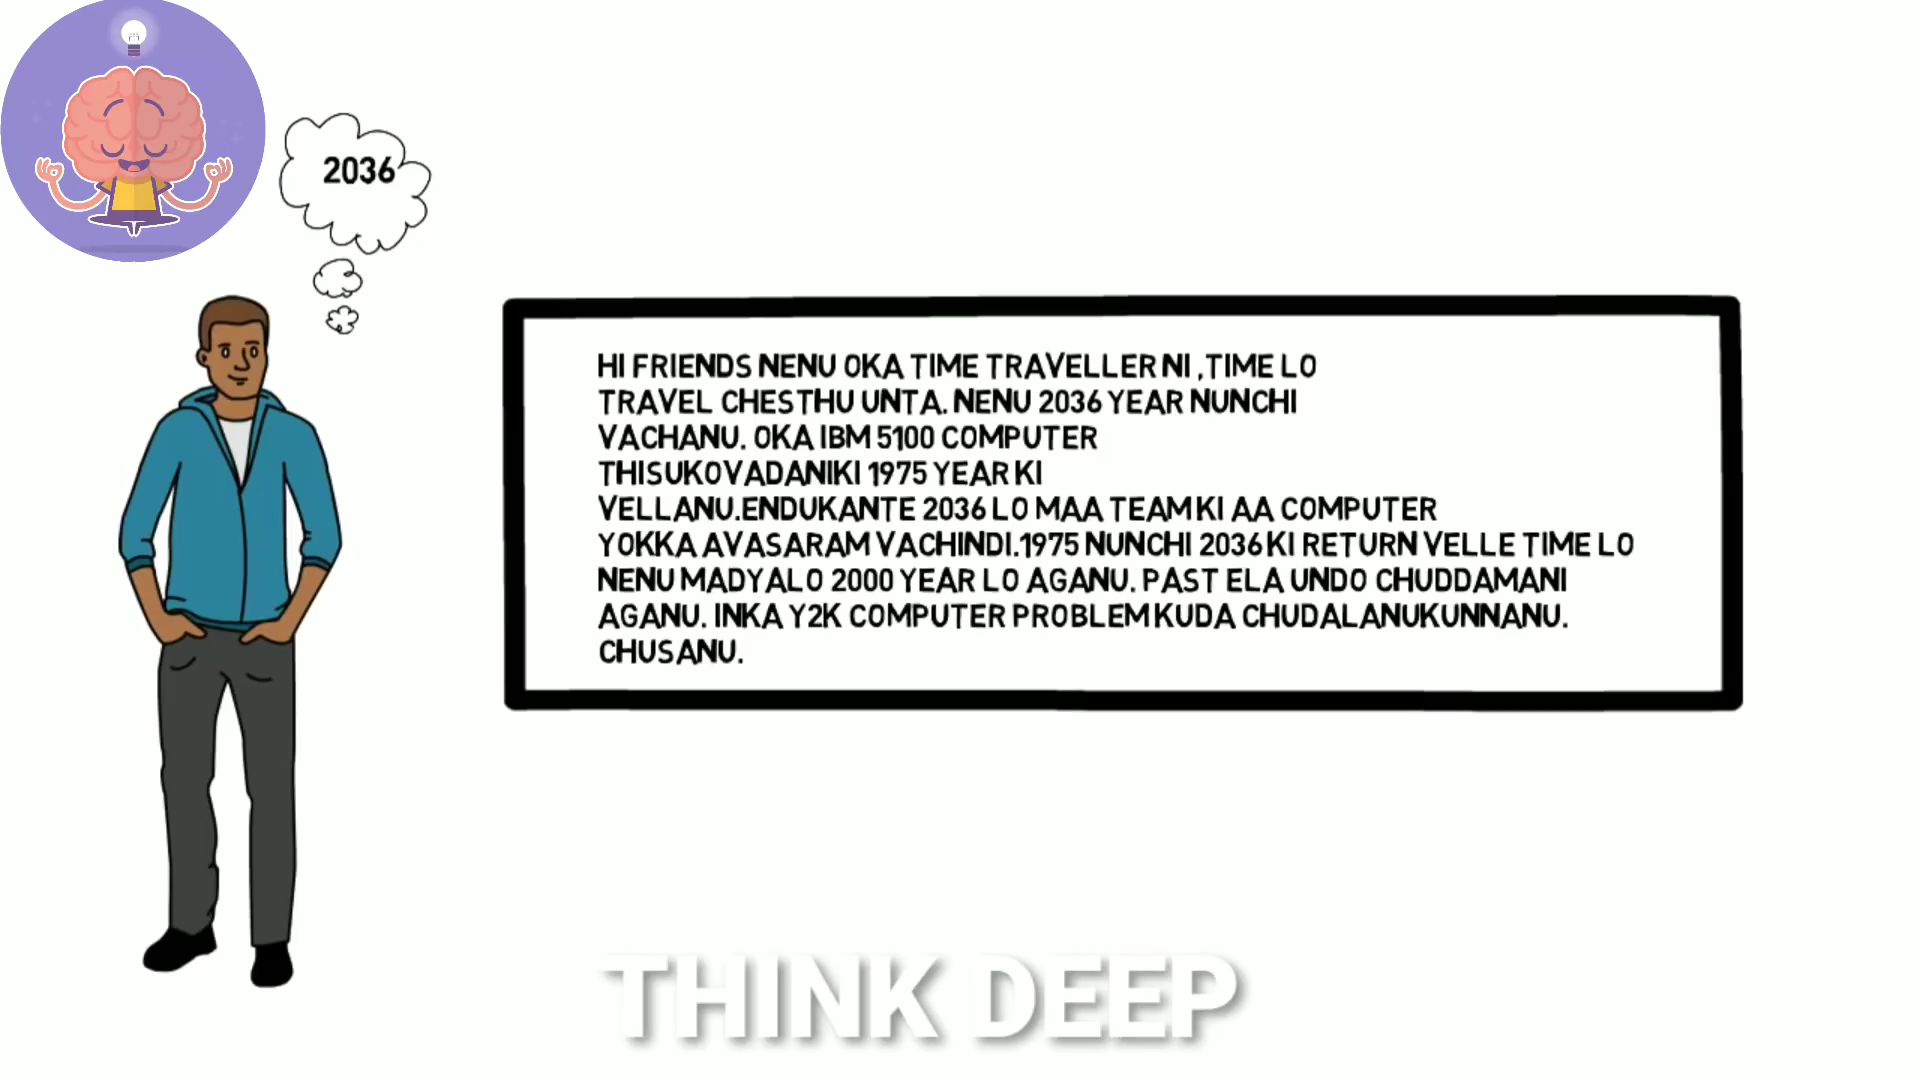 2036
HI FRIENDS NENU OKA TIME TRAVELLER NI ,TIME LO
TRAVEL CHESTHU UNTA. NENU 2036 YEAR NUNCHI
VACHANU. OKA IBM 5100 COMPUTER
THISUKOVADANIKI 1975 YEAR KI
VELLANU.ENDUKANTE 2036 LO MAA TEAM KI AA COMPUTER
YOKKA AVASARAM VACHINDI.1975 NUNCHI 2036 KI RETURN VELLE TIME LO
NENU MADYALO 2000 YEAR LO AGANU. PAST ELA UNDO CHUDDAMANI
AGANU. INKA Y2K COMPUTER PROBLEM KUDA CHUDALANUKUNNANU.
CHUSANU.
THINK DEEP